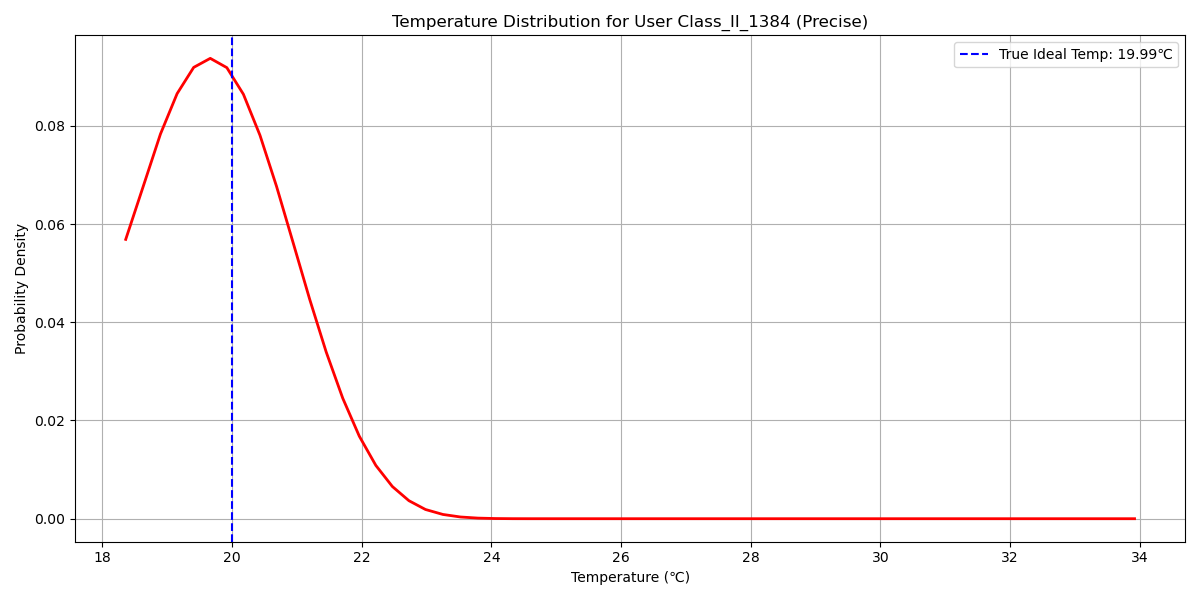 Temperature Distribution for User Class_II_1384 (Precise)
True Ideal Temp: 19.99℃
Probability Density
0.08
0.06
0.04
0.02
0.00
18 20 22 24 26 28 30 32 34
Temperature (℃)